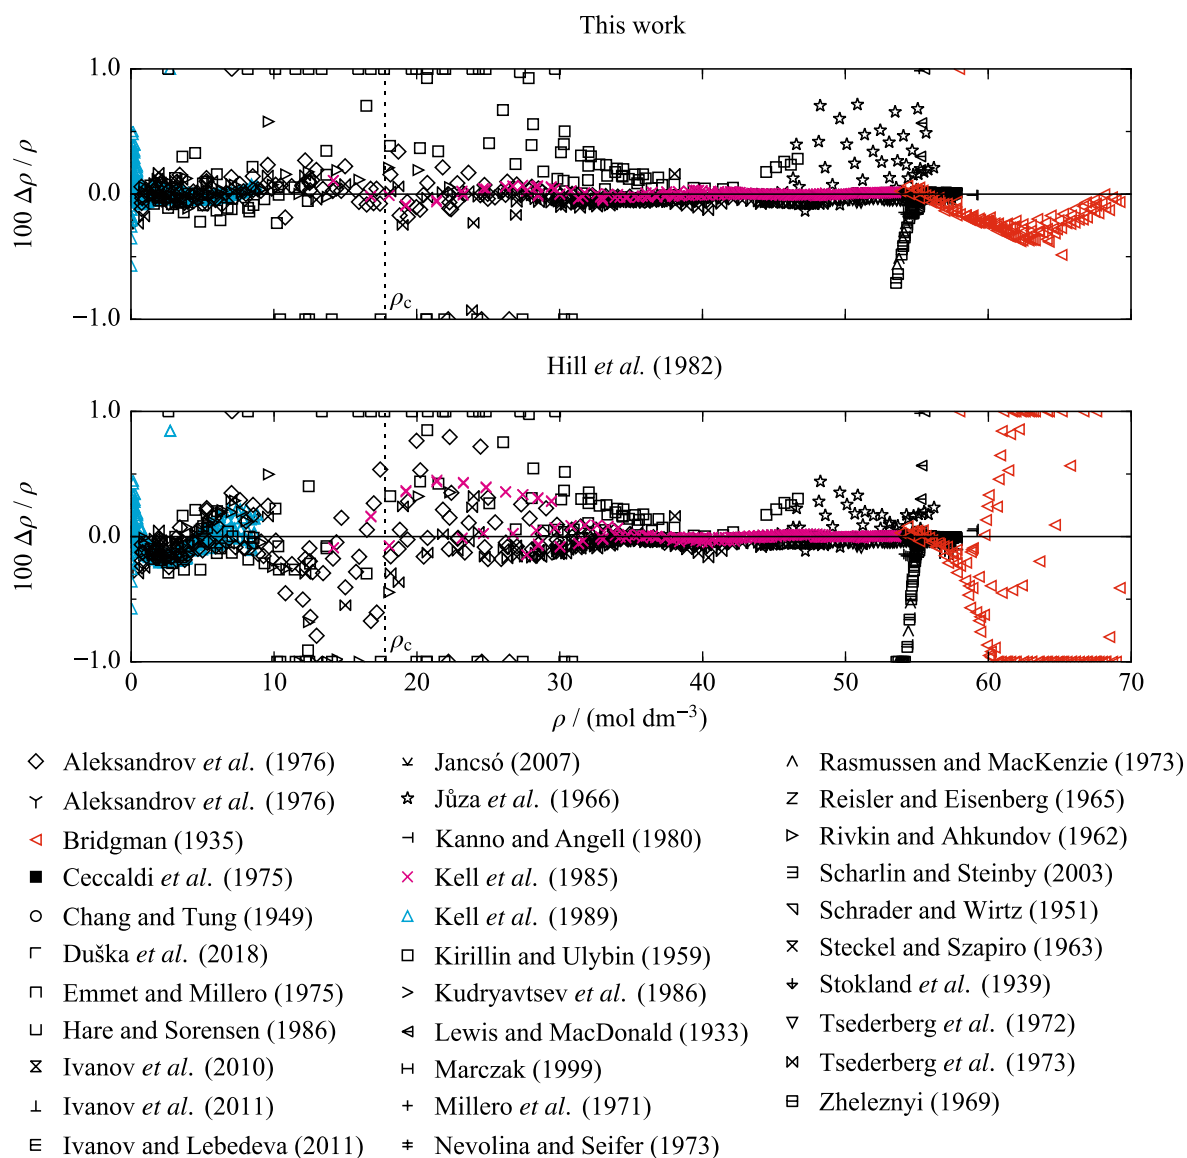 This work
100 Δρ / ρ
1.0
0.0
−1.0
ρc
Hill et al. (1982)
100 Δρ / ρ
1.0
0.0
−1.0
ρc
0 10 20 30 40 50 60 70
ρ / (mol dm−3)
Aleksandrov et al. (1976)
Aleksandrov et al. (1976)
Bridgman (1935)
Ceccaldi et al. (1975)
Chang and Tung (1949)
Duška et al. (2018)
Emmet and Millero (1975)
Hare and Sorensen (1986)
Ivanov et al. (2010)
Ivanov et al. (2011)
Ivanov and Lebedeva (2011)
Jancsó (2007)
Jůza et al. (1966)
Kanno and Angell (1980)
Kell et al. (1985)
Kell et al. (1989)
Kirillin and Ulybin (1959)
Kudryavtsev et al. (1986)
Lewis and MacDonald (1933)
Marczak (1999)
Millero et al. (1971)
Nevolina and Seifer (1973)
Rasmussen and MacKenzie (1973)
Reisler and Eisenberg (1965)
Rivkin and Ahkundov (1962)
Scharlin and Steinby (2003)
Schrader and Wirtz (1951)
Steckel and Szapiro (1963)
Stokland et al. (1939)
Tsederberg et al. (1972)
Tsederberg et al. (1973)
Zheleznyi (1969)